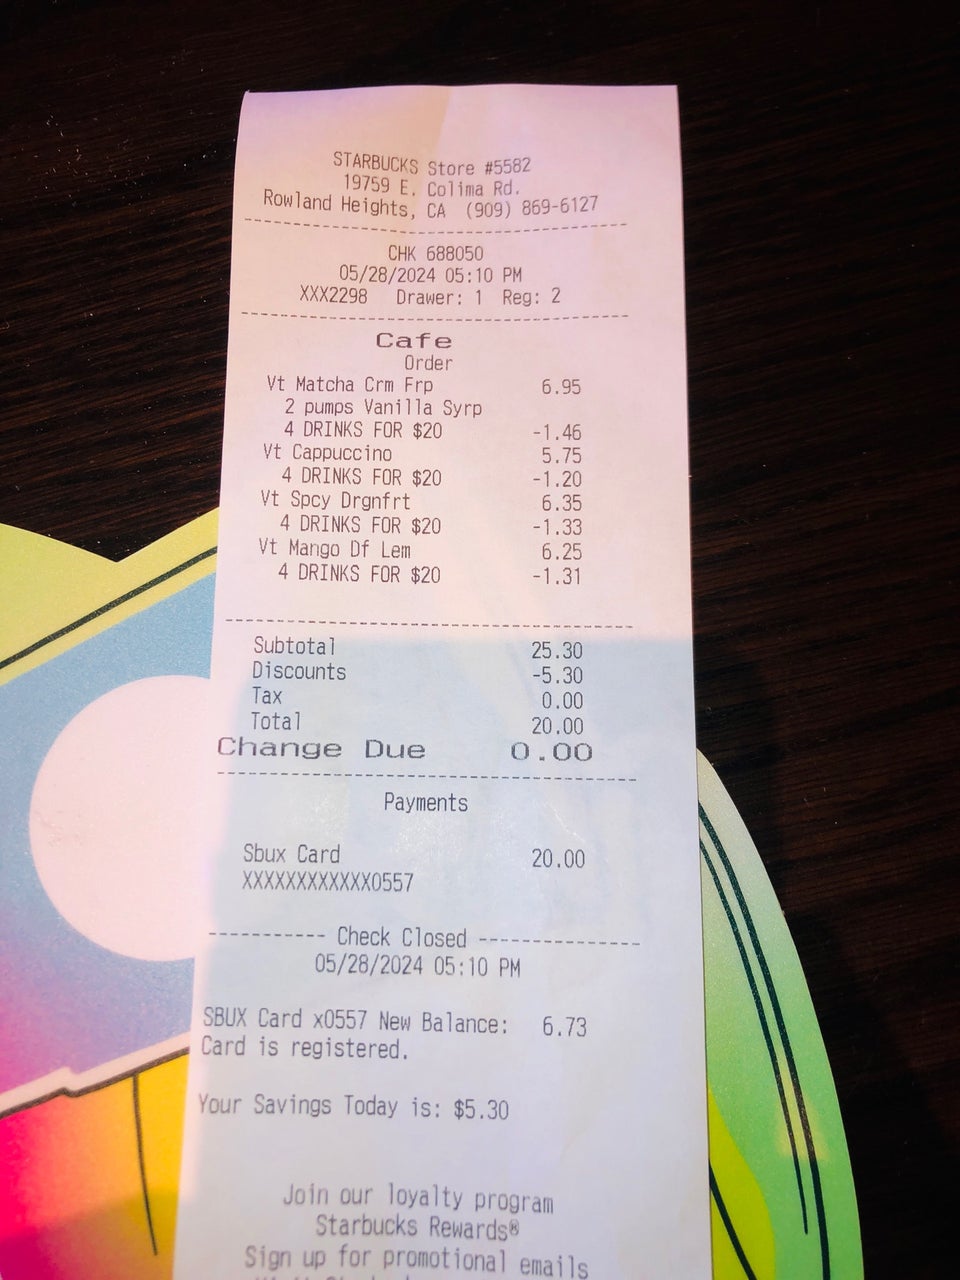 STARBUCKS Store #5582
19759 E. Colima Rd.
Rowland Heights, CA (909) 869-6127
------------------------------------------
CHK 688050
05/28/2024 05:10 PM
XXX2298 Drawer: 1 Reg: 2
------------------------------------------
Cafe
Order
Vt Matcha Crm Frp 6.95
2 pumps Vanilla Syrp
4 DRINKS FOR $20 -1.46
Vt Cappuccino 5.75
4 DRINKS FOR $20 -1.20
Vt Spcy Drgnfrt 6.35
4 DRINKS FOR $20 -1.33
Vt Mango Df Lem 6.25
4 DRINKS FOR $20 -1.31
------------------------------------------
Subtotal 25.30
Discounts -5.30
Tax 0.00
Total 20.00
Change Due 0.00
------------------------------------------
Payments
Sbux Card 20.00
XXXXXXXXXXXX0557
----------- Check Closed ---------------
05/28/2024 05:10 PM
SBUX Card x0557 New Balance: 6.73
Card is registered.
Your Savings Today is: $5.30
Join our loyalty program
Starbucks Rewards®
Sign up for promotional emails